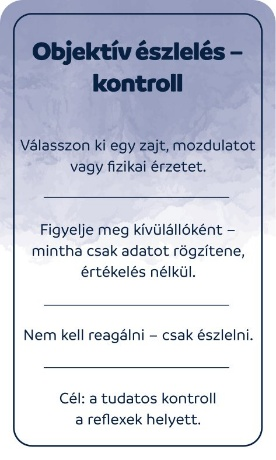 Objektív észlelés –
kontroll
Válasszon ki egy zajt, mozdulatot
vagy fizikai érzetet.
Figyelje meg kívülállóként –
mintha csak adatot rögzítene,
értékelés nélkül.
Nem kell reagálni – csak észlelni.
Cél: a tudatos kontroll
a reflexek helyett.